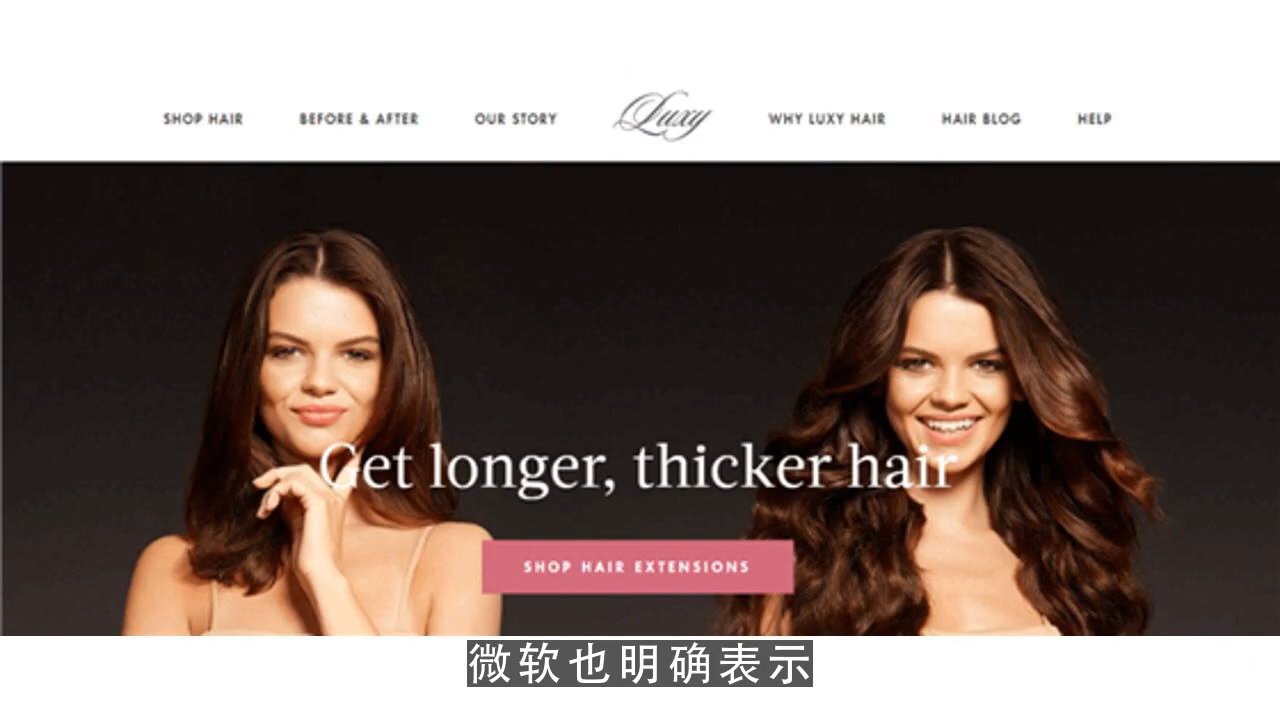 SHOP HAIR BEFORE & AFTER OUR STORY Luxy WHY LUXY HAIR HAIR BLOG HELP
Get longer, thicker hair
SHOP HAIR EXTENSIONS
微软也明确表示